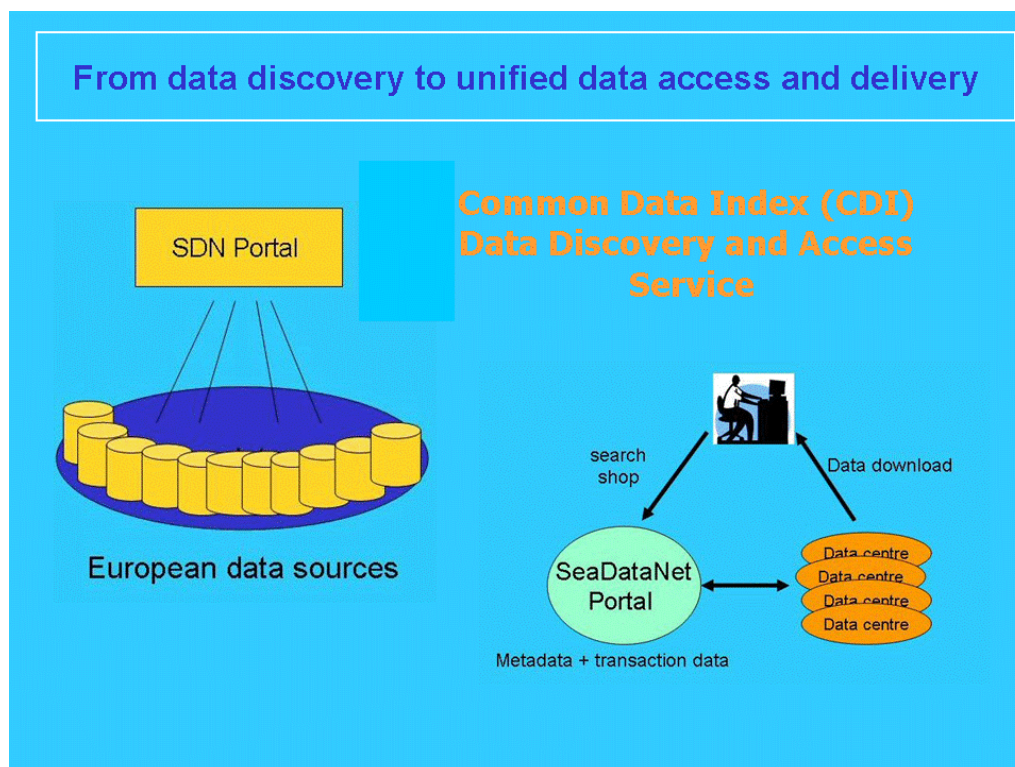 From data discovery to unified data access and delivery
Common Data Index (CDI)
Data Discovery and Access
Service
SDN Portal
European data sources
search
shop
Data download
SeaDataNet
Portal
Data centre
Data centre
Data centre
Data centre
Metadata + transaction data